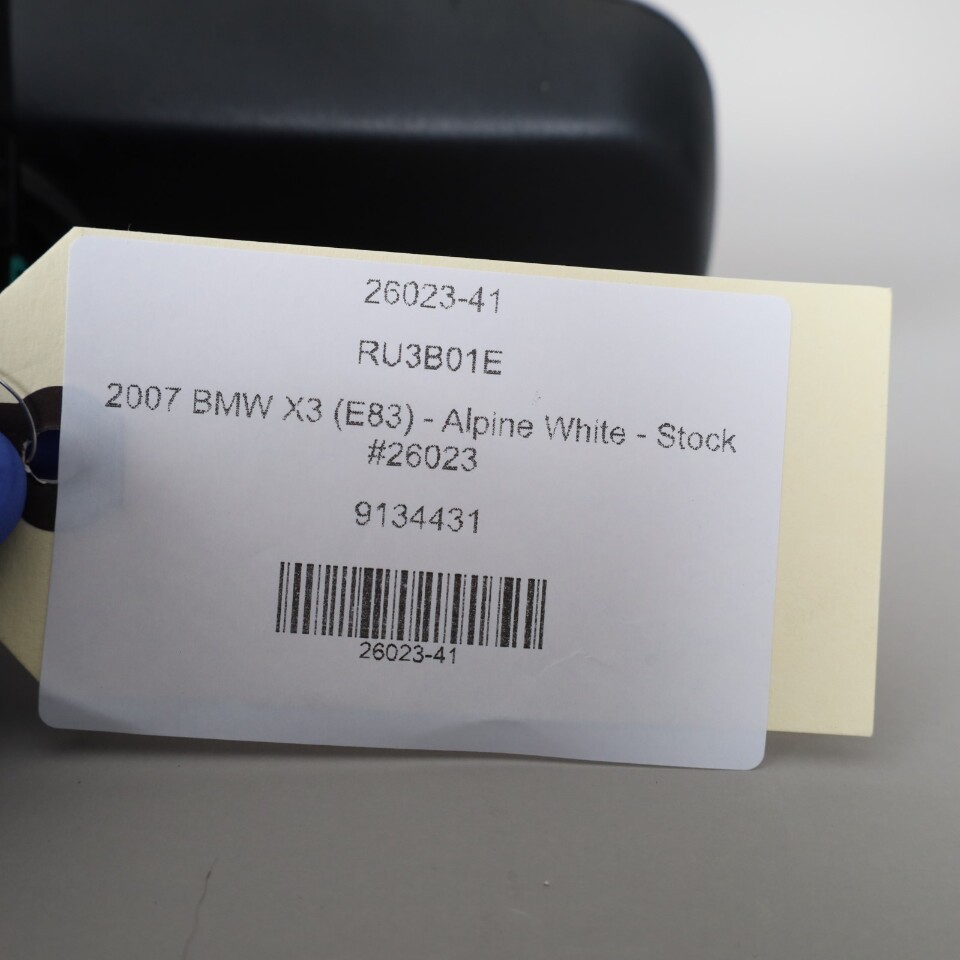 26023-41
RU3B01E
2007 BMW X3 (E83) - Alpine White - Stock
#26023
9134431
26023-41